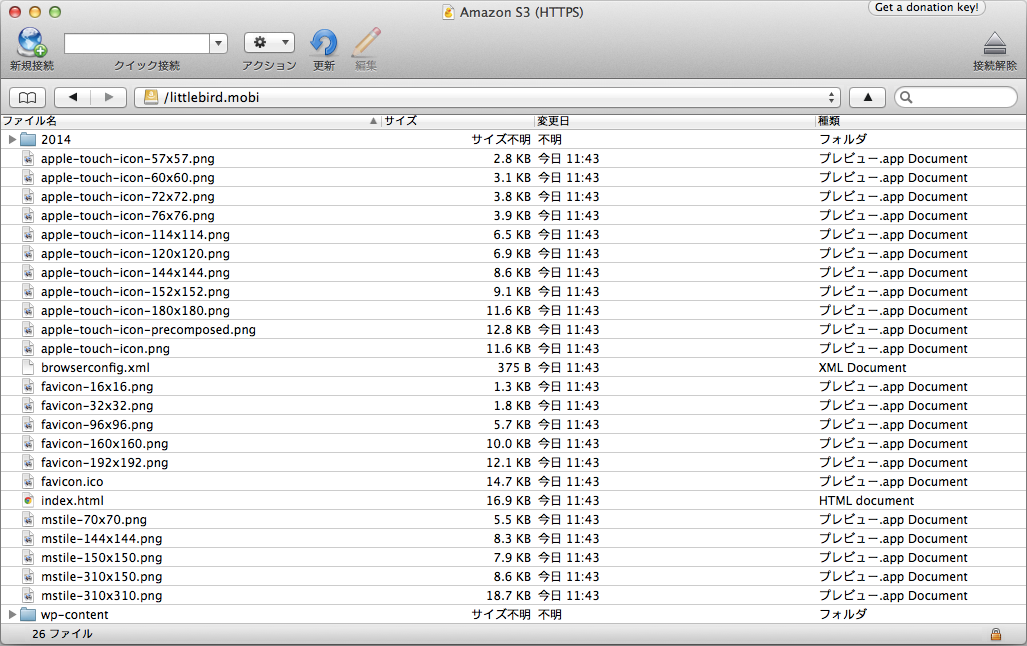 Amazon S3 (HTTPS)
Get a donation key!
新規接続 クイック接続 アクション 更新 編集 接続解除
/littlebird.mobi
ファイル名 サイズ 変更日 種類
2014 サイズ不明 不明 フォルダ
apple-touch-icon-57x57.png 2.8 KB 今日 11:43 プレビュー.app Document
apple-touch-icon-60x60.png 3.1 KB 今日 11:43 プレビュー.app Document
apple-touch-icon-72x72.png 3.8 KB 今日 11:43 プレビュー.app Document
apple-touch-icon-76x76.png 3.9 KB 今日 11:43 プレビュー.app Document
apple-touch-icon-114x114.png 6.5 KB 今日 11:43 プレビュー.app Document
apple-touch-icon-120x120.png 6.9 KB 今日 11:43 プレビュー.app Document
apple-touch-icon-144x144.png 8.6 KB 今日 11:43 プレビュー.app Document
apple-touch-icon-152x152.png 9.1 KB 今日 11:43 プレビュー.app Document
apple-touch-icon-180x180.png 11.6 KB 今日 11:43 プレビュー.app Document
apple-touch-icon-precomposed.png 12.8 KB 今日 11:43 プレビュー.app Document
apple-touch-icon.png 11.6 KB 今日 11:43 プレビュー.app Document
browserconfig.xml 375 B 今日 11:43 XML Document
favicon-16x16.png 1.3 KB 今日 11:43 プレビュー.app Document
favicon-32x32.png 1.8 KB 今日 11:43 プレビュー.app Document
favicon-96x96.png 5.7 KB 今日 11:43 プレビュー.app Document
favicon-160x160.png 10.0 KB 今日 11:43 プレビュー.app Document
favicon-192x192.png 12.1 KB 今日 11:43 プレビュー.app Document
favicon.ico 14.7 KB 今日 11:43 プレビュー.app Document
index.html 16.9 KB 今日 11:43 HTML document
mstile-70x70.png 5.5 KB 今日 11:43 プレビュー.app Document
mstile-144x144.png 8.3 KB 今日 11:43 プレビュー.app Document
mstile-150x150.png 7.9 KB 今日 11:43 プレビュー.app Document
mstile-310x150.png 8.6 KB 今日 11:43 プレビュー.app Document
mstile-310x310.png 18.7 KB 今日 11:43 プレビュー.app Document
wp-content サイズ不明 不明 フォルダ
26 ファイル